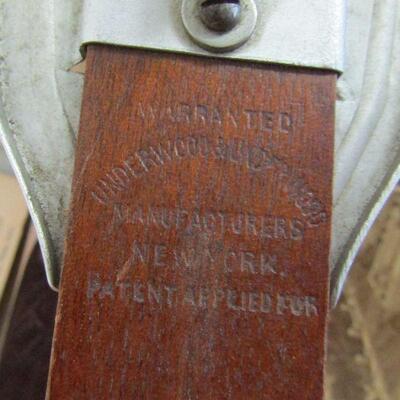 WARRANTED
UNDERWOOD & UNDERWOOD
MANUFACTURERS
NEW YORK.
PATENT APPLIED FOR